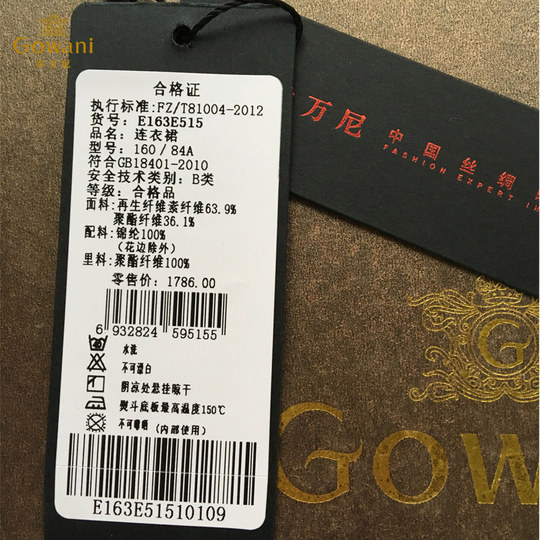 Gowani
合格证
执行标准:FZ/T81004-2012
货号: E163E515
品名: 连衣裙
型号: 160/84A
符合GB18401-2010
安全技术类别: B类
等级: 合格品
面料:再生纤维素纤维63.9%
聚酯纤维36.1%
配料:锦纶100%
(花边除外)
里料:聚酯纤维100%
零售价: 1786.00
6 932824 595155
水洗
不可漂白
阴凉处悬挂晾干
熨斗底板最高温度150℃
不可干洗 (内部使用)
E163E51510109
万尼
中国丝绸
FASHION EXPERT IN
G
Gowa